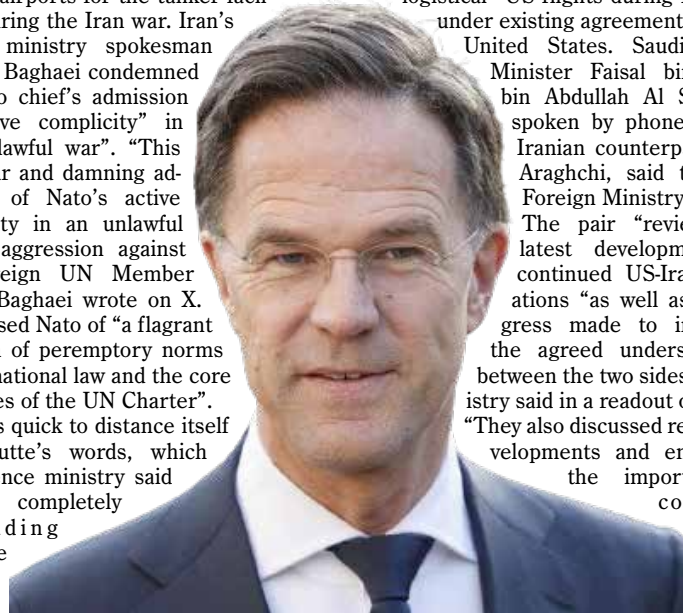 airports for the tanker
uring the Iran war. Iran's
ministry spokesman
Baghaei condemned
o chief's admission
ve complicity” in
lawful war”. “This
r and damning ad-
of Nato's active
ty in an unlawful
aggression against
reign UN Member
Baghaei wrote on X.
sed Nato of “a flagrant
of peremptory norms
national law and the core
es of the UN Charter”.
s quick to distance itself
utte's words, which
ence ministry said
completely
ding
e
logistical” US flights during
under existing agreement
United States. Saudi
Minister Faisal bin
bin Abdullah Al S
spoken by phone
Iranian counterp
Araghchi, said t
Foreign Ministry
The pair “revie
latest developm
continued US-Ira
ations “as well as
gress made to i
the agreed unders
between the two sides
istry said in a readout o
“They also discussed re
velopments and em
the impor
co